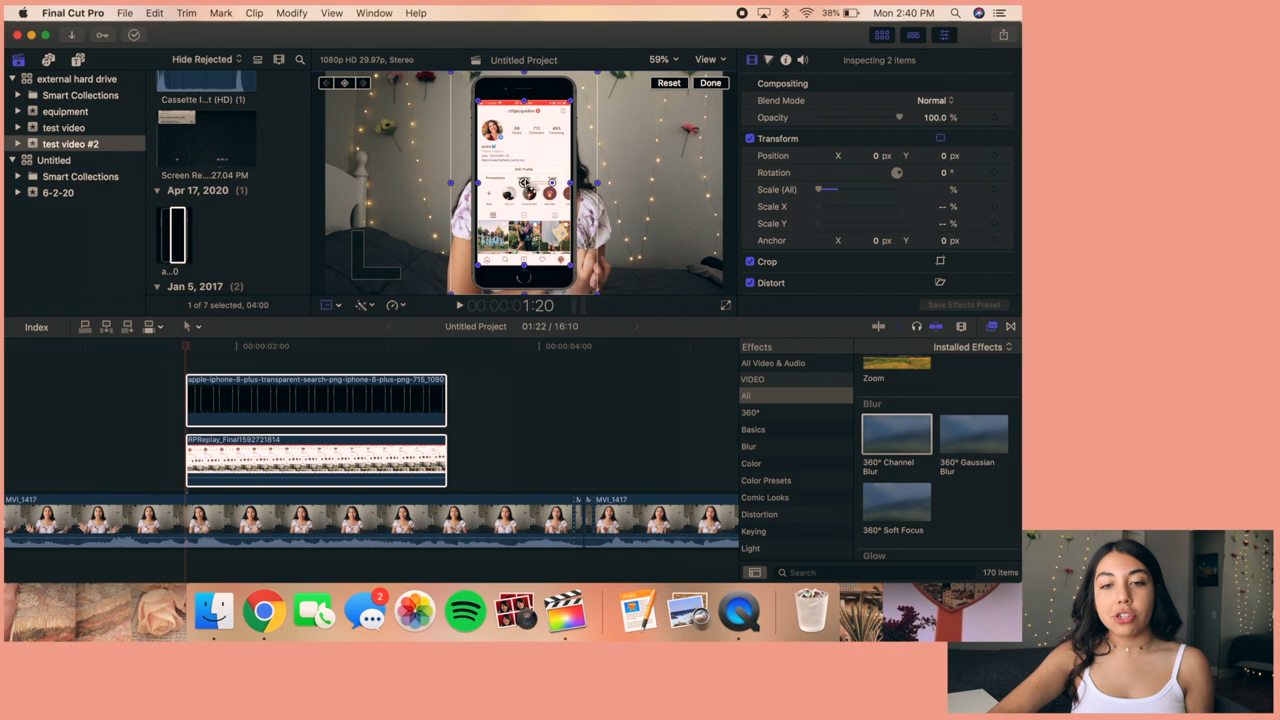 Final Cut Pro File Edit Trim Mark Clip Modify View Window Help 38% Mon 2:40 PM
Hide Rejected 1080p HD 29.97p, Stereo Untitled Project 59% View Inspecting 2 items
external hard drive
Smart Collections
equipment
test video
test video #2
Untitled
Smart Collections
6-2-20
Cassette I...t (HD) (1)
Screen Re....27.04 PM
Apr 17, 2020 (1)
a...0
Jan 5, 2017 (2)
1 of 7 selected, 04:00
Reset Done
Edit Profile
00:00:01:20
Compositing
Blend Mode Normal
Opacity 100.0 %
Transform
Position X 0 px Y 0 px
Rotation 0 °
Scale (All) %
Scale X -- %
Scale Y -- %
Anchor X 0 px Y 0 px
Crop
Distort
Save Effects Preset
Index Untitled Project 01:22 / 16:10
00:00:02:00 00:00:04:00
apple-iphone-8-plus-transparent-search-png-iphone-8-plus-png-715_1090
RPReplay_Final1592721814
MVI_1417 M M MVI_1417
Effects Installed Effects
All Video & Audio
VIDEO
All
360°
Basics
Blur
Color
Color Presets
Comic Looks
Distortion
Keying
Light
Zoom
Blur
360° Channel Blur
360° Gaussian Blur
360° Soft Focus
Glow
Search 170 items
2